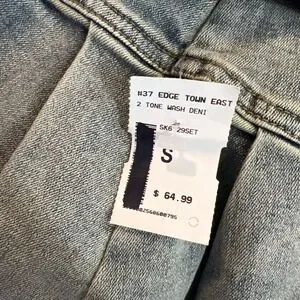 #37 EDGE TOWN EAST
2 TONE WASH DENI
SK6 29SET
S
$ 64.99